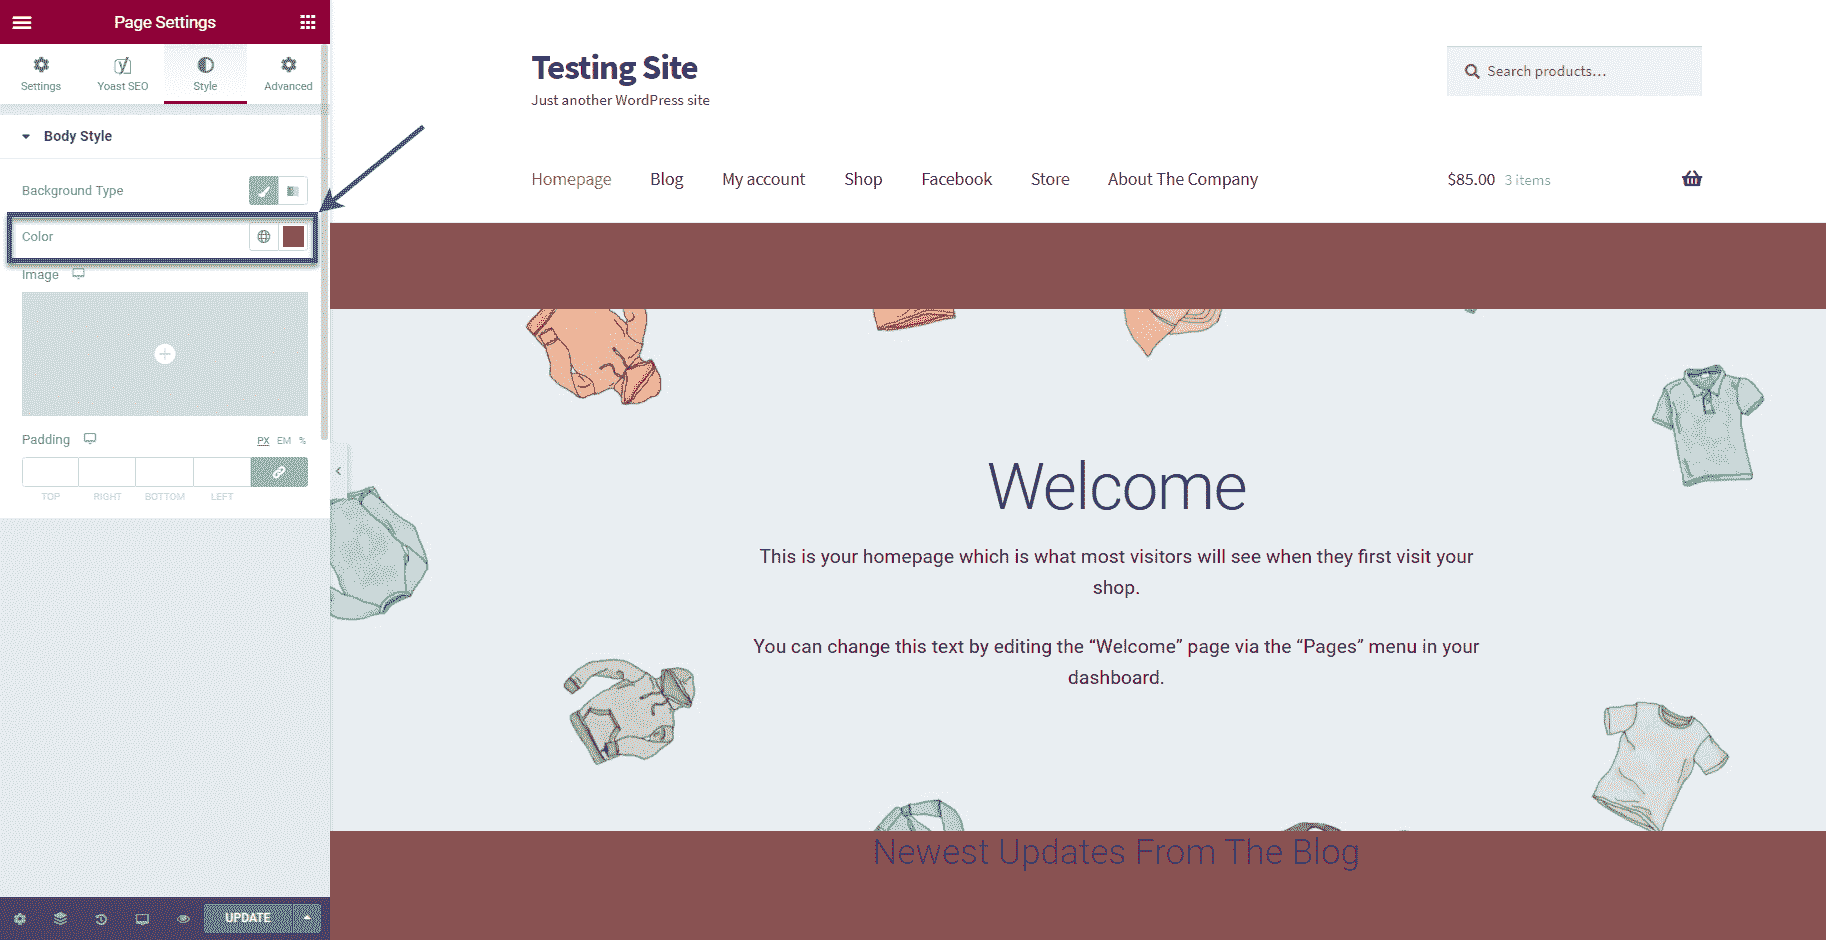 Page Settings
Settings
Yoast SEO
Style
Advanced
Body Style
Background Type
Color
Image
Padding
PX EM %
TOP RIGHT BOTTOM LEFT
UPDATE
Testing Site
Just another WordPress site
Search products…
Homepage Blog My account Shop Facebook Store About The Company
$85.00 3 items
Welcome
This is your homepage which is what most visitors will see when they first visit your
shop.
You can change this text by editing the “Welcome” page via the “Pages” menu in your
dashboard.
Newest Updates From The Blog